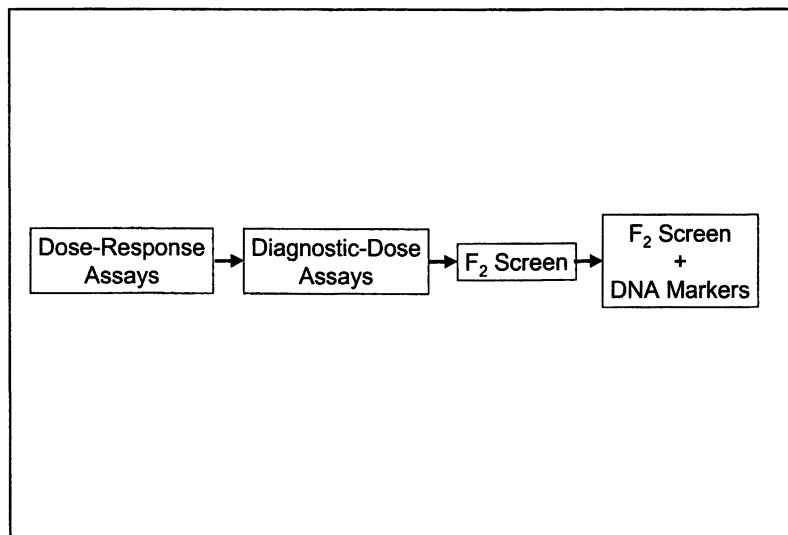 Dose-Response
Assays
Diagnostic-Dose
Assays
F₂ Screen
F₂ Screen
+
DNA Markers